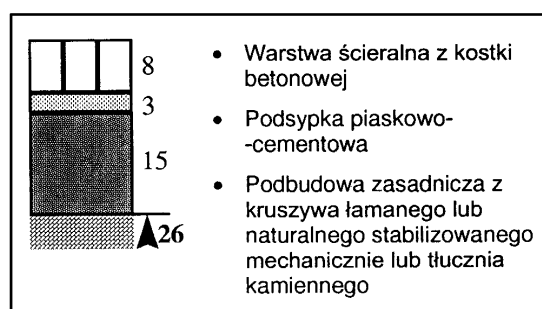 8
3
15
26
• Warstwa ścieralna z kostki
betonowej
• Podsypka piaskowo-
-cementowa
• Podbudowa zasadnicza z
kruszywa łamanego lub
naturalnego stabilizowanego
mechanicznie lub tłucznia
kamiennego